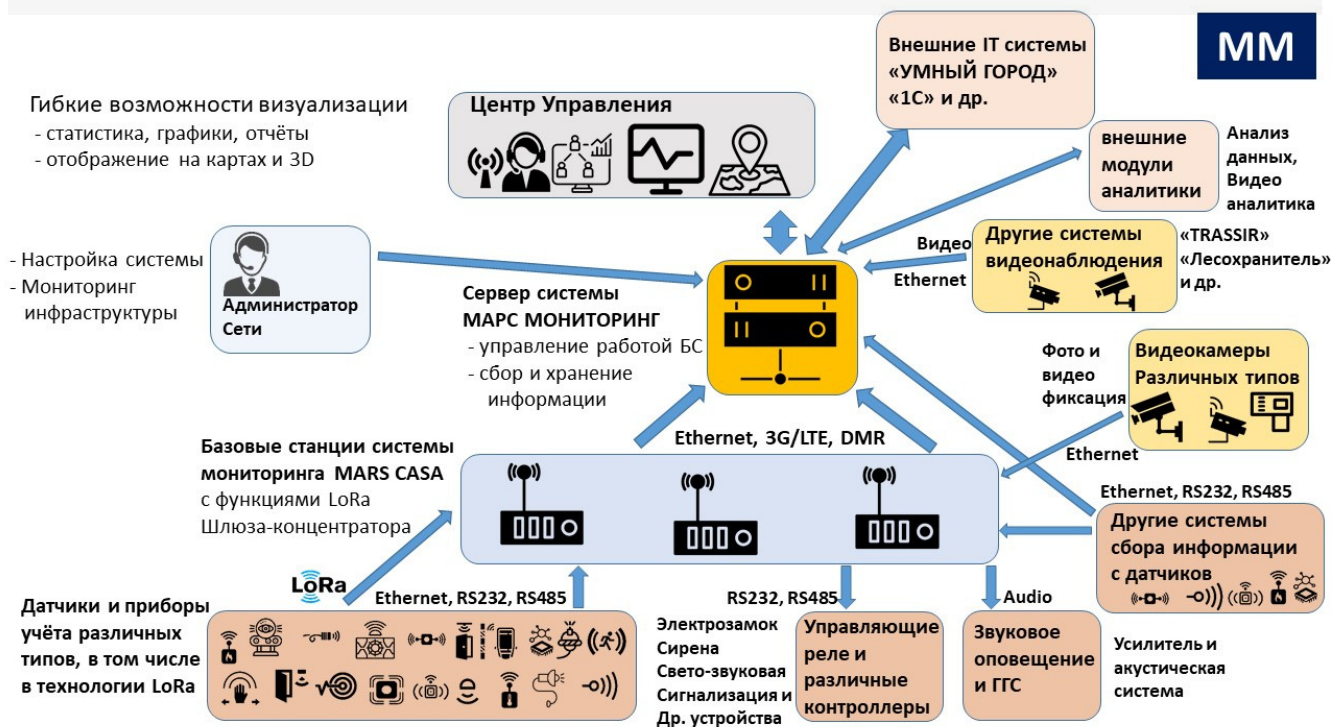 ММ
Внешние IT системы
«УМНЫЙ ГОРОД»
«1С» и др.
Гибкие возможности визуализации
- статистика, графики, отчёты
- отображение на картах и 3D
Центр Управления
внешние
модули
аналитики
Анализ
данных,
Видео
аналитика
- Настройка системы
- Мониторинг
инфраструктуры
Администратор
Сети
Видео
Ethernet
Другие системы
видеонаблюдения
«TRASSIR»
«Лесохранитель»
и др.
Сервер системы
МАРС МОНИТОРИНГ
- управление работой БС
- сбор и хранение
информации
Фото и
видео
фиксация
Видеокамеры
Различных типов
Ethernet
Базовые станции системы
мониторинга MARS CASA
с функциями LoRa
Шлюза-концентратора
Ethernet, 3G/LTE, DMR
Ethernet, RS232, RS485
Другие системы
сбора информации
с датчиков
LoRa
Ethernet, RS232, RS485
Датчики и приборы
учёта различных
типов, в том числе
в технологии LoRa
RS232, RS485
Электрозамок
Сирена
Свето-звуковая
Сигнализация и
Др. устройства
Управляющие
реле и
различные
контроллеры
Audio
Звуковое
оповещение
и ГГС
Усилитель и
акустическая
система